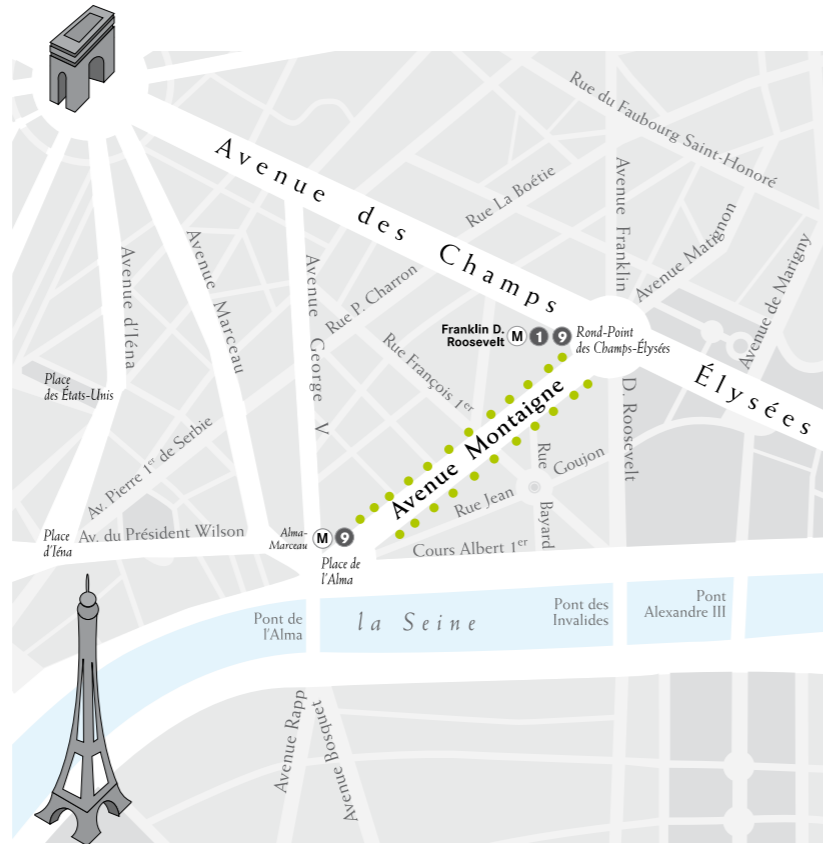 Rue du Faubourg Saint-Honoré
Avenue des Champs
Élysées
Rue La Boétie
Avenue Franklin
D. Roosevelt
Avenue Matignon
Avenue de Marigny
Avenue d'Iéna
Avenue Marceau
Avenue George V
Rue P. Charron
Franklin D.
Roosevelt
M 1 9
Rond-Point
des Champs-Élysées
Rue François 1er
Place
des États-Unis
Avenue Montaigne
Av. Pierre 1er de Serbie
Rue Jean Goujon
Rue Bayard
Place
d'Iéna
Av. du Président Wilson
Alma-
Marceau
M 9
Place de
l'Alma
Cours Albert 1er
Pont de
l'Alma
la Seine
Pont des
Invalides
Pont
Alexandre III
Avenue Rapp
Avenue Bosquet